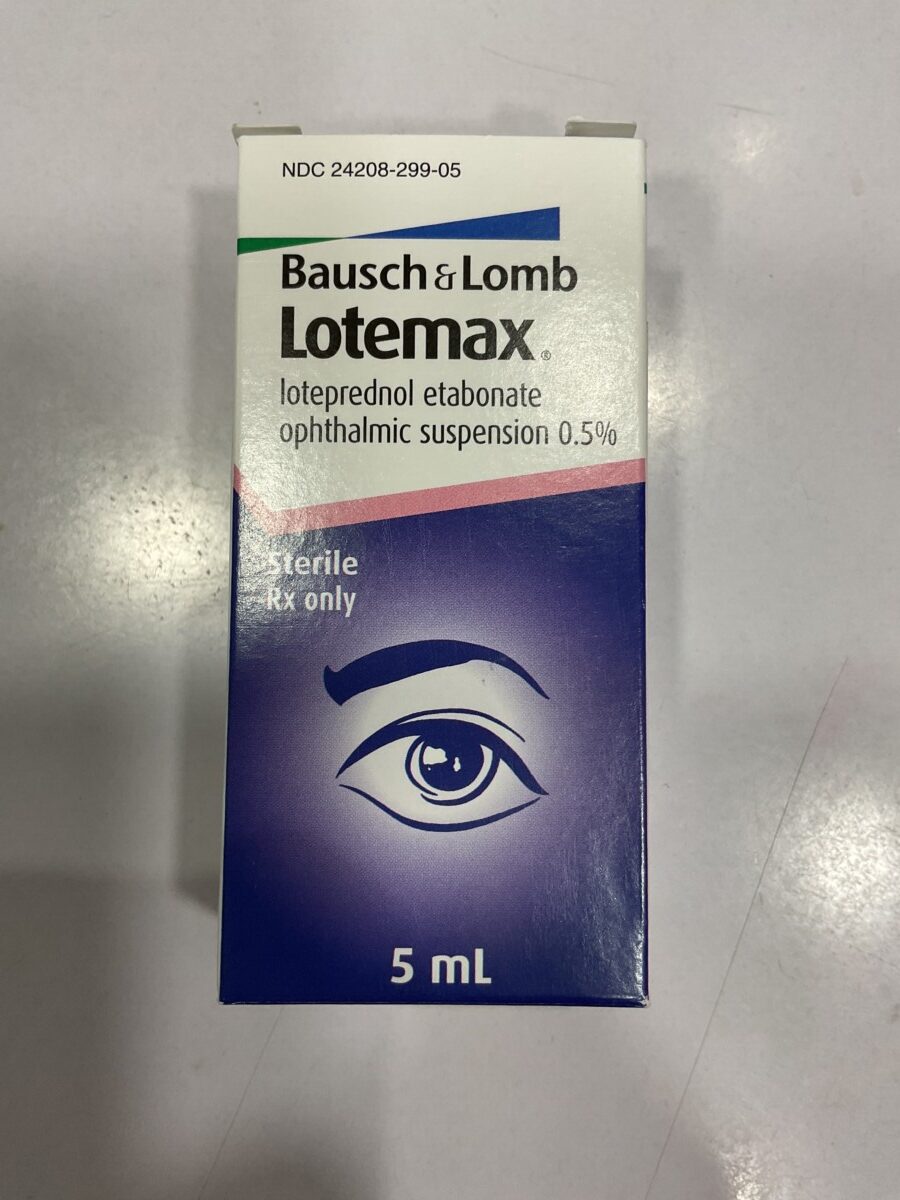 NDC 24208-299-05
Bausch & Lomb
Lotemax®
loteprednol etabonate
ophthalmic suspension 0.5%
Sterile
Rx only
5 mL